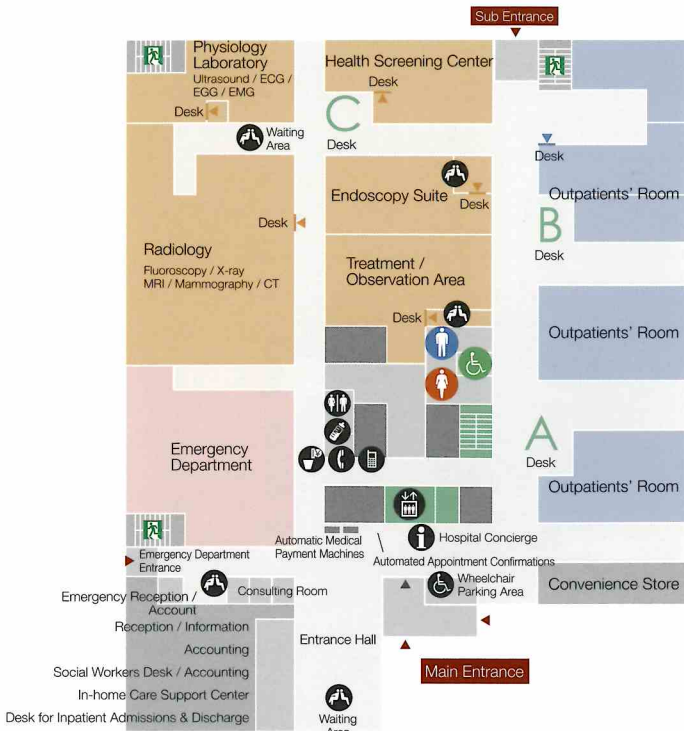 Sub Entrance
Physiology
Laboratory
Ultrasound / ECG /
EGG / EMG
Desk
Waiting
Area
Health Screening Center
Desk
C
Desk
Desk
Outpatients' Room
B
Desk
Endoscopy Suite
Desk
Desk
Radiology
Fluoroscopy / X-ray
MRI / Mammography / CT
Treatment /
Observation Area
Desk
Outpatients' Room
A
Desk
Outpatients' Room
Emergency
Department
Automatic Medical
Payment Machines
Hospital Concierge
Automated Appointment Confirmations
Emergency Department
Entrance
Wheelchair
Parking Area
Convenience Store
Emergency Reception /
Account
Consulting Room
Reception / Information
Accounting
Social Workers Desk / Accounting
In-home Care Support Center
Desk for Inpatient Admissions & Discharge
Entrance Hall
Main Entrance
Waiting